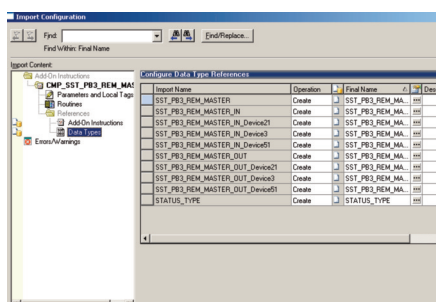 Import Configuration
Find:
Find/Replace...
Find Within: Final Name
Import Content:
Add-On Instructions
CMP_SST_PB3_REM_MAS
Parameters and Local Tags
Routines
References
Add-On Instructions
Data Types
Errors/Warnings
Configure Data Type References
Import Name Operation Final Name Des
SST_PB3_REM_MASTER Create SST_PB3_REM_MA...
SST_PB3_REM_MASTER_IN Create SST_PB3_REM_MA...
SST_PB3_REM_MASTER_IN_Device21 Create SST_PB3_REM_MA...
SST_PB3_REM_MASTER_IN_Device3 Create SST_PB3_REM_MA...
SST_PB3_REM_MASTER_IN_Device51 Create SST_PB3_REM_MA...
SST_PB3_REM_MASTER_OUT Create SST_PB3_REM_MA...
SST_PB3_REM_MASTER_OUT_Device21 Create SST_PB3_REM_MA...
SST_PB3_REM_MASTER_OUT_Device3 Create SST_PB3_REM_MA...
SST_PB3_REM_MASTER_OUT_Device51 Create SST_PB3_REM_MA...
STATUS_TYPE Create STATUS_TYPE